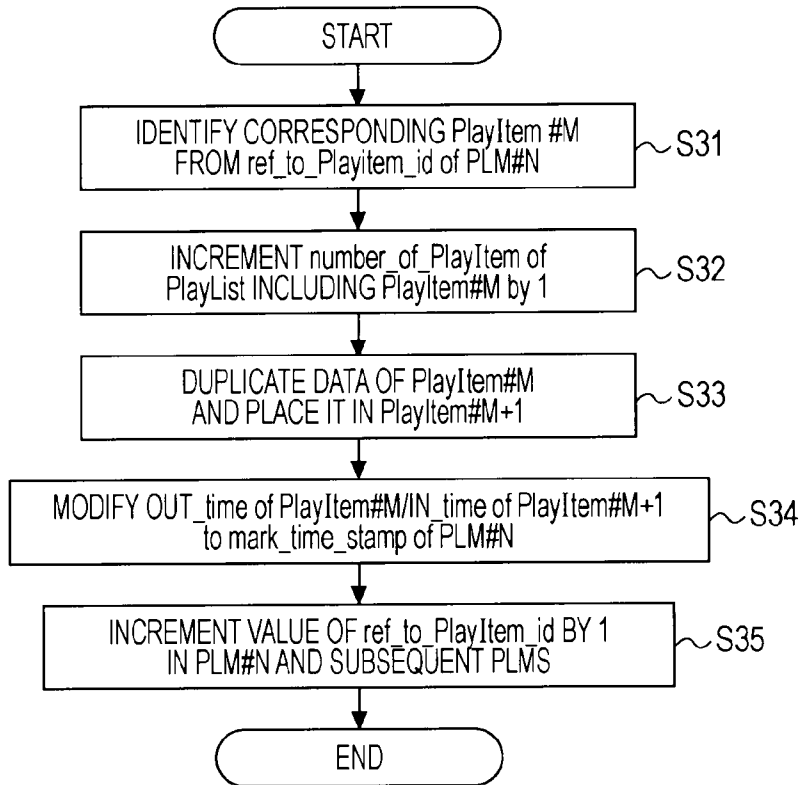 START
IDENTIFY CORRESPONDING PlayItem #M
FROM ref_to_Playitem_id of PLM#N
S31
INCREMENT number_of_PlayItem of
PlayList INCLUDING PlayItem#M by 1
S32
DUPLICATE DATA OF PlayItem#M
AND PLACE IT IN PlayItem#M+1
S33
MODIFY OUT_time of PlayItem#M/IN_time of PlayItem#M+1
to mark_time_stamp of PLM#N
S34
INCREMENT VALUE OF ref_to_PlayItem_id BY 1
IN PLM#N AND SUBSEQUENT PLMS
S35
END